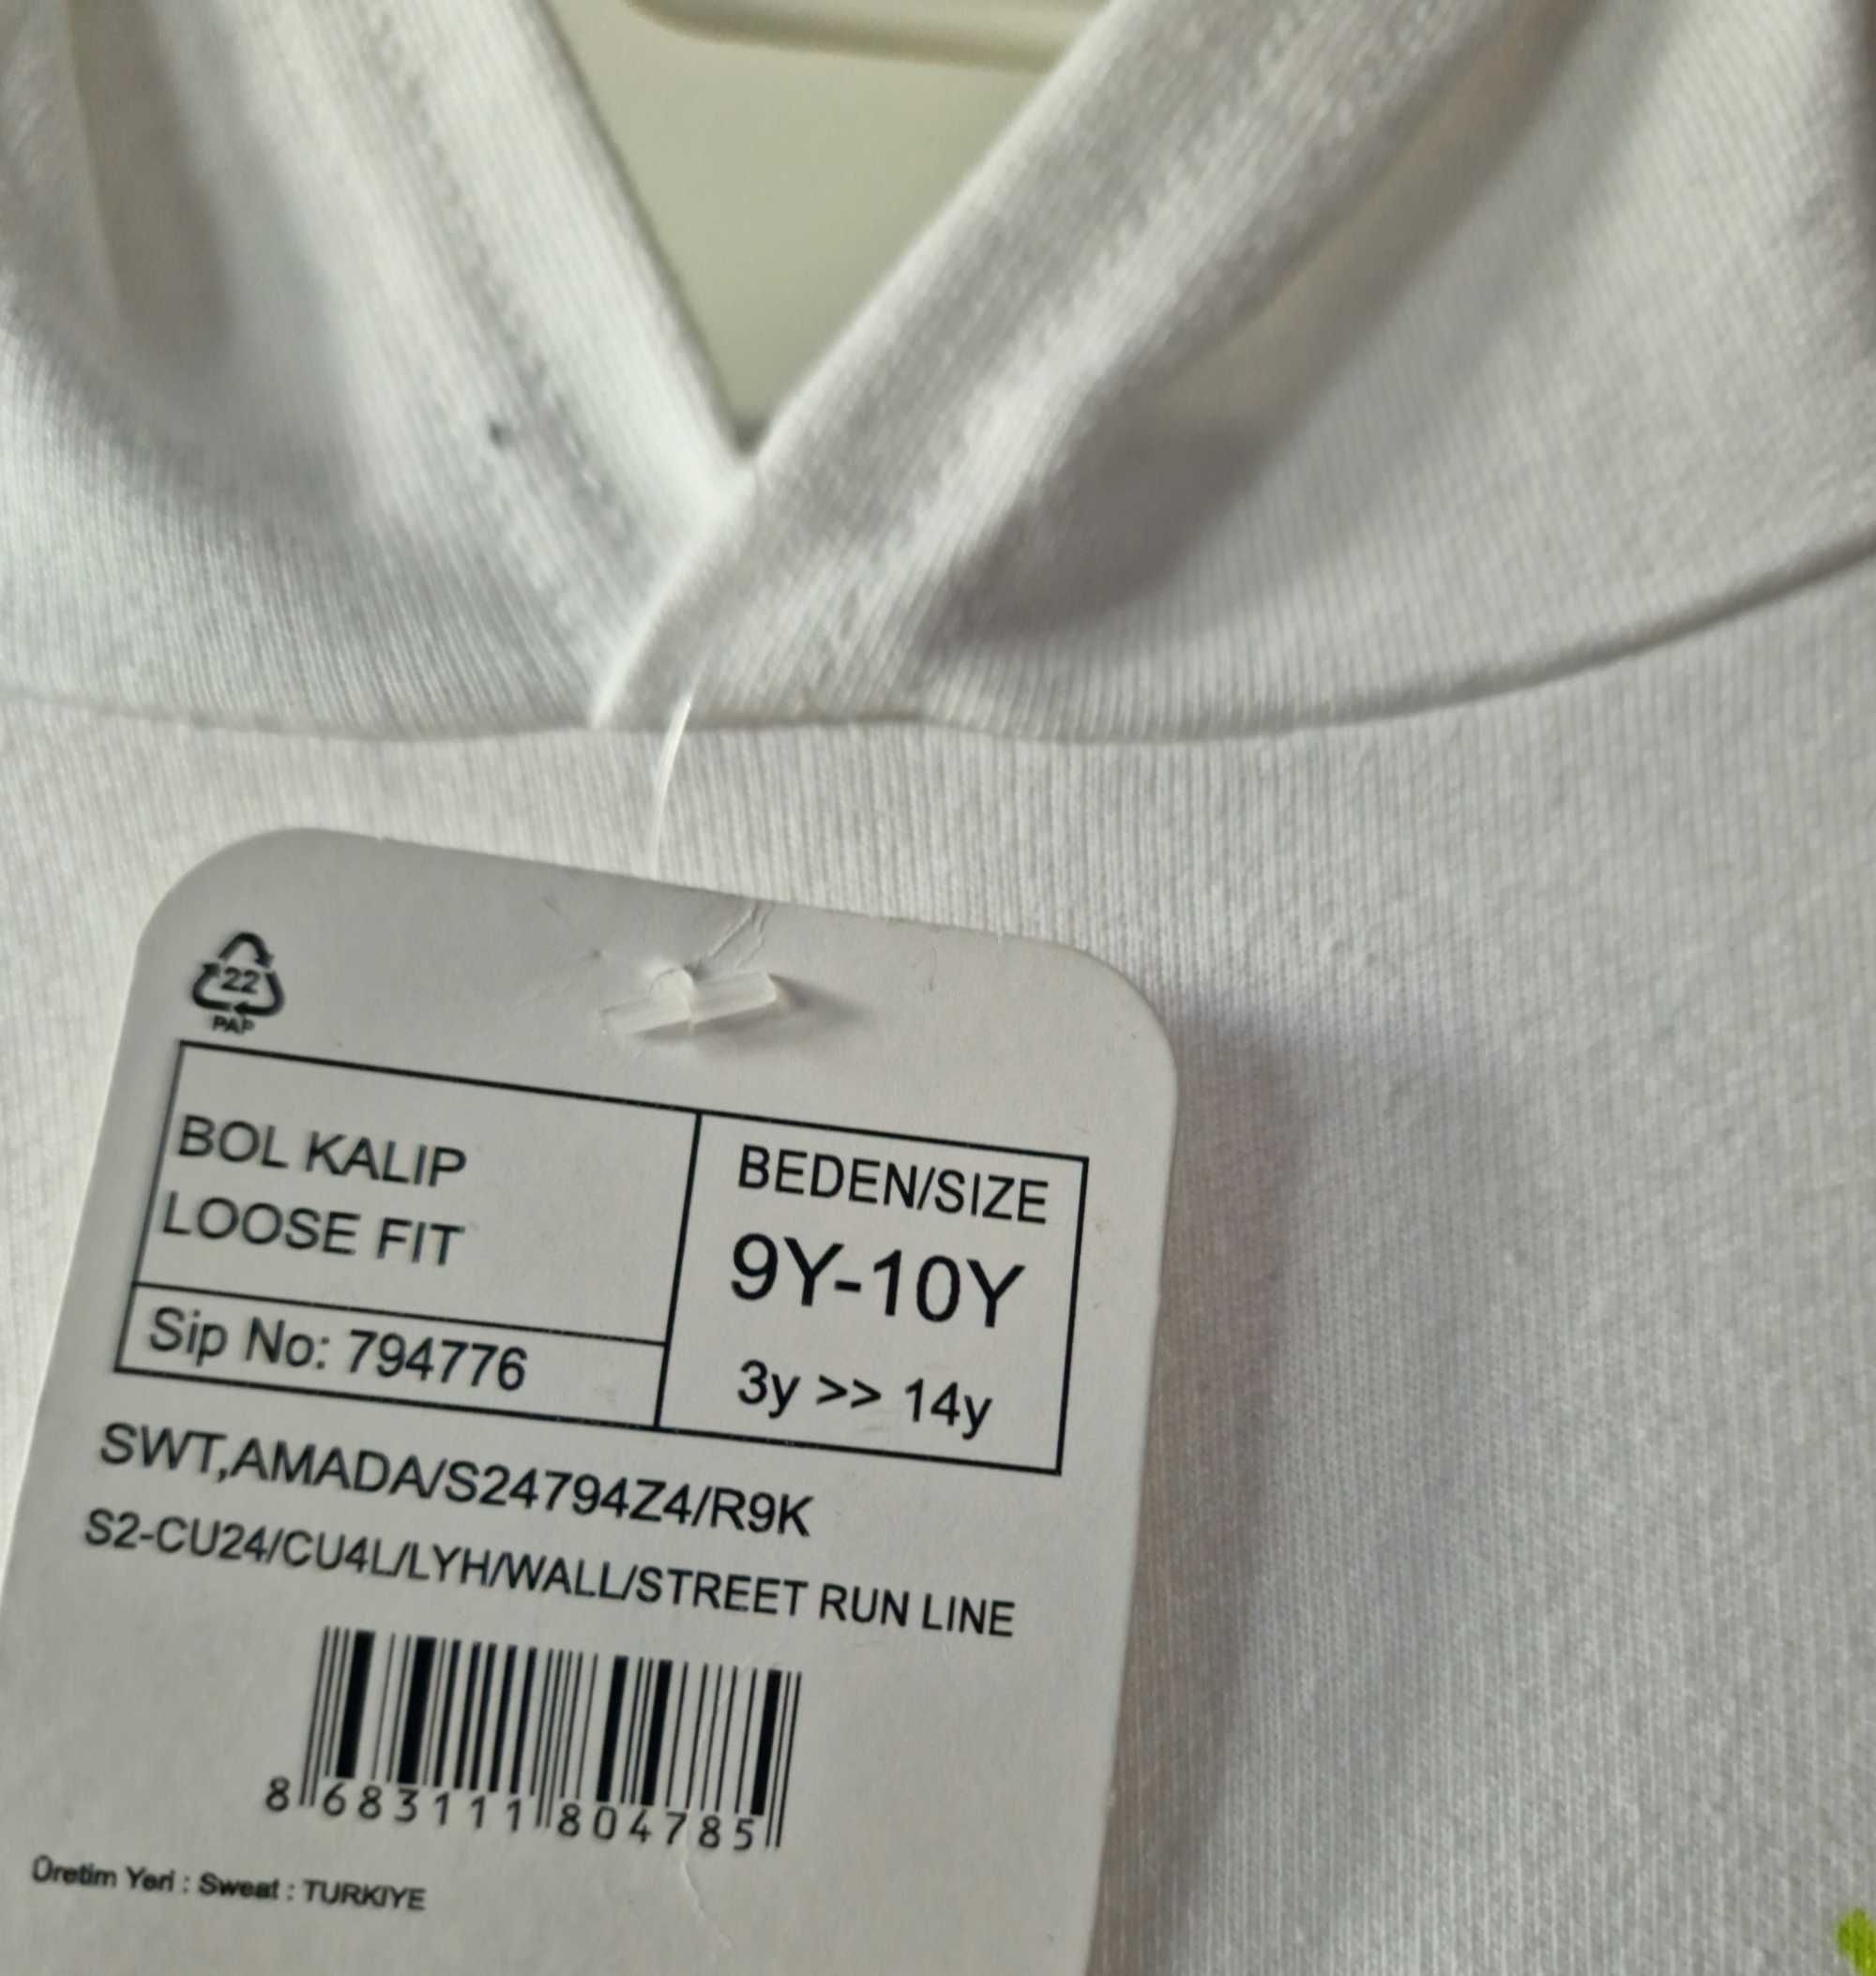 22
PAP
BOL KALIP
LOOSE FIT
Sip No: 794776
BEDEN/SIZE
9Y-10Y
3y >> 14y
SWT,AMADA/S24794Z4/R9K
S2-CU24/CU4L/LYH/WALL/STREET RUN LINE
8 683111 804785
Üretim Yeri : Sweat : TURKIYE